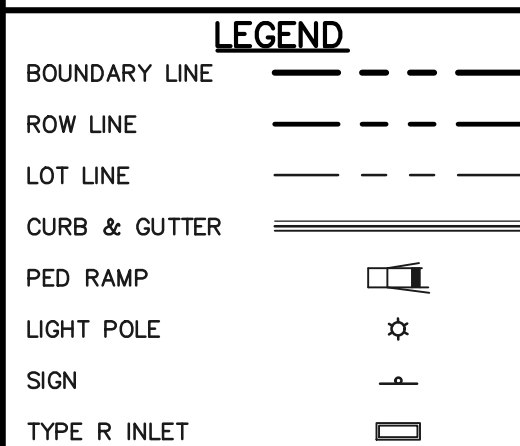 LEGEND
BOUNDARY LINE
ROW LINE
LOT LINE
CURB & GUTTER
PED RAMP
LIGHT POLE
SIGN
TYPE R INLET